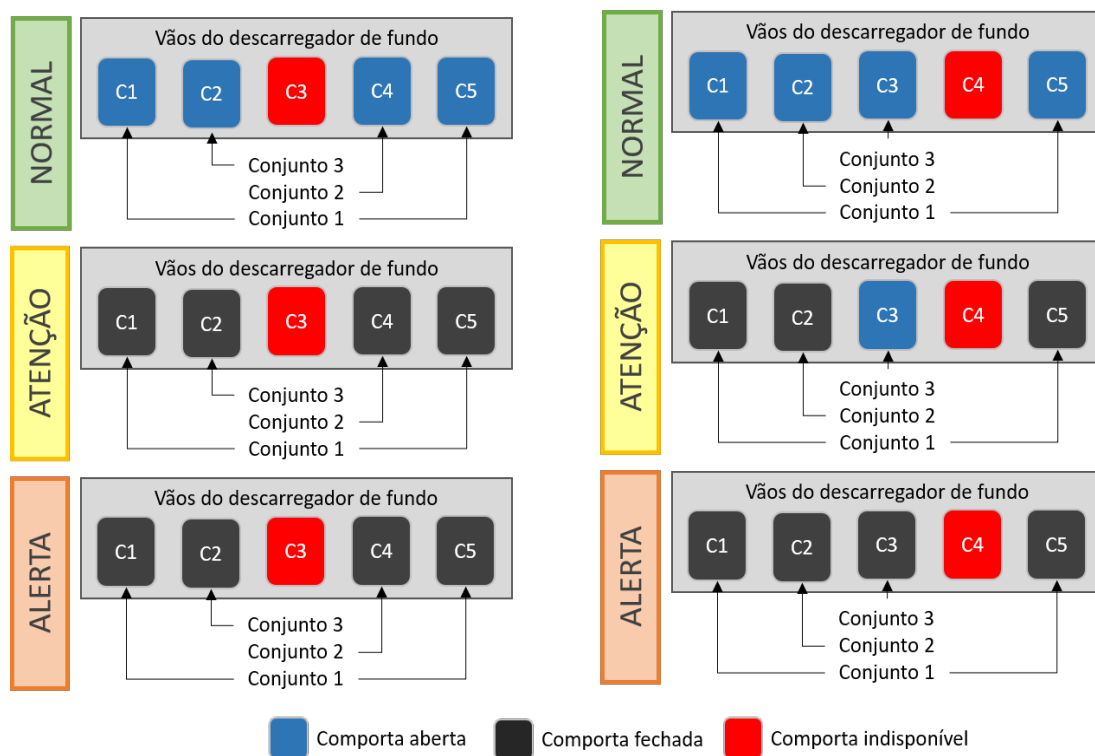 NORMAL
Vãos do descarregador de fundo
C1 C2 C3 C4 C5
Conjunto 3
Conjunto 2
Conjunto 1
ATENÇÃO
Vãos do descarregador de fundo
C1 C2 C3 C4 C5
Conjunto 3
Conjunto 2
Conjunto 1
ALERTA
Vãos do descarregador de fundo
C1 C2 C3 C4 C5
Conjunto 3
Conjunto 2
Conjunto 1
NORMAL
Vãos do descarregador de fundo
C1 C2 C3 C4 C5
Conjunto 3
Conjunto 2
Conjunto 1
ATENÇÃO
Vãos do descarregador de fundo
C1 C2 C3 C4 C5
Conjunto 3
Conjunto 2
Conjunto 1
ALERTA
Vãos do descarregador de fundo
C1 C2 C3 C4 C5
Conjunto 3
Conjunto 2
Conjunto 1
Comporta aberta Comporta fechada Comporta indisponível